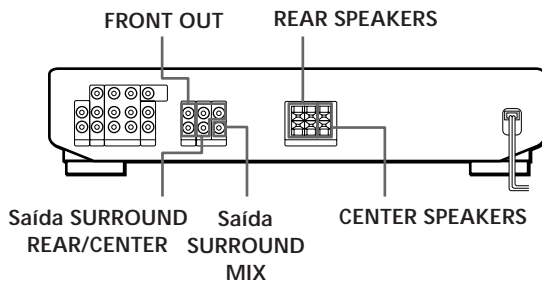 FRONT OUT
REAR SPEAKERS
Saída SURROUND
REAR/CENTER
Saída
SURROUND
MIX
CENTER SPEAKERS